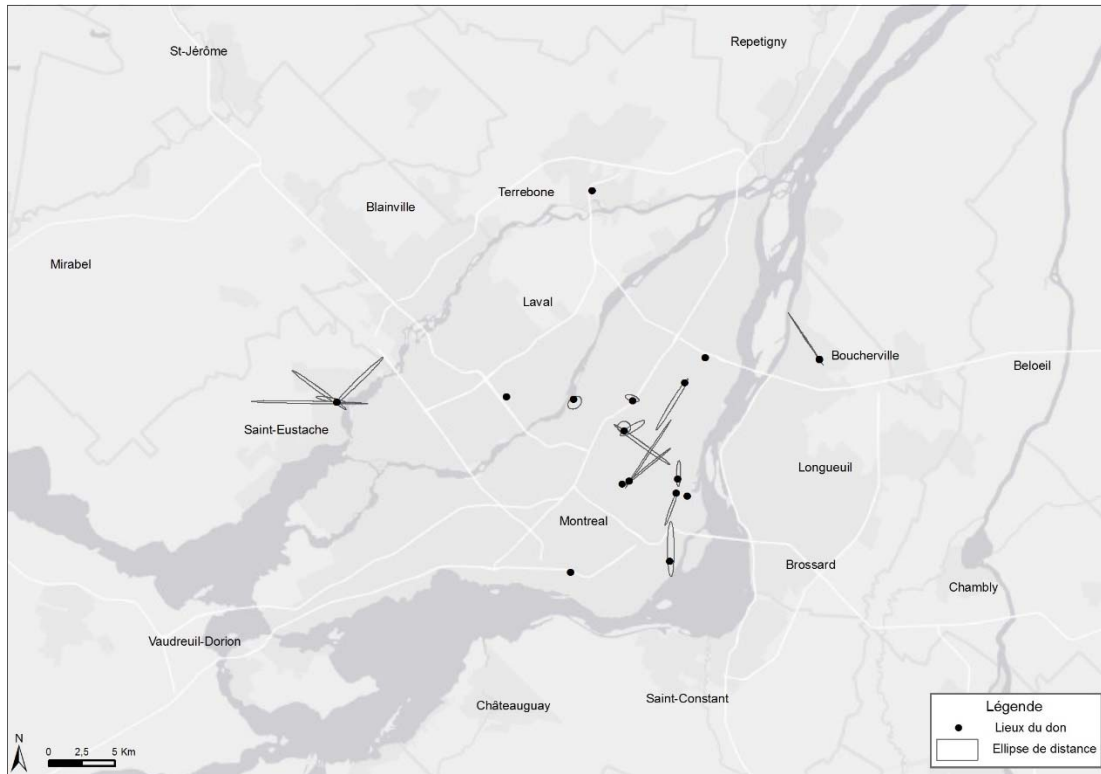 Repetigny
St-Jérôme
Terrebone
Blainville
Mirabel
Laval
Boucherville
Beloeil
Saint-Eustache
Longueuil
Montreal
Brossard
Chambly
Vaudreuil-Dorion
Châteauguay
Saint-Constant
Légende
Lieux du don
Ellipse de distance
N
0 2,5 5 Km